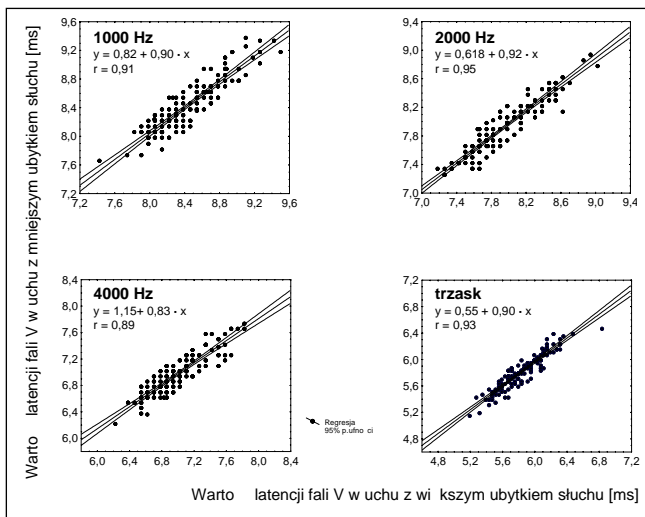 Warto latencji fali V w uchu z mniejszym ubytkiem słuchu [ms]
1000 Hz
y = 0,82 + 0,90 · x
r = 0,91
9,6
9,2
8,8
8,4
8,0
7,6
7,2
7,2 7,6 8,0 8,4 8,8 9,2 9,6
2000 Hz
y = 0,618 + 0,92 · x
r = 0,95
9,4
9,0
8,6
8,2
7,8
7,4
7,0
7,0 7,4 7,8 8,2 8,6 9,0 9,4
4000 Hz
y = 1,15+ 0,83 · x
r = 0,89
8,4
8,0
7,6
7,2
6,8
6,4
6,0
6,0 6,4 6,8 7,2 7,6 8,0 8,4
Regresja
95% p.ufno ci
trzask
y = 0,55 + 0,90 · x
r = 0,93
7,2
6,8
6,4
6,0
5,6
5,2
4,8
4,8 5,2 5,6 6,0 6,4 6,8 7,2
Warto latencji fali V w uchu z wi kszym ubytkiem słuchu [ms]